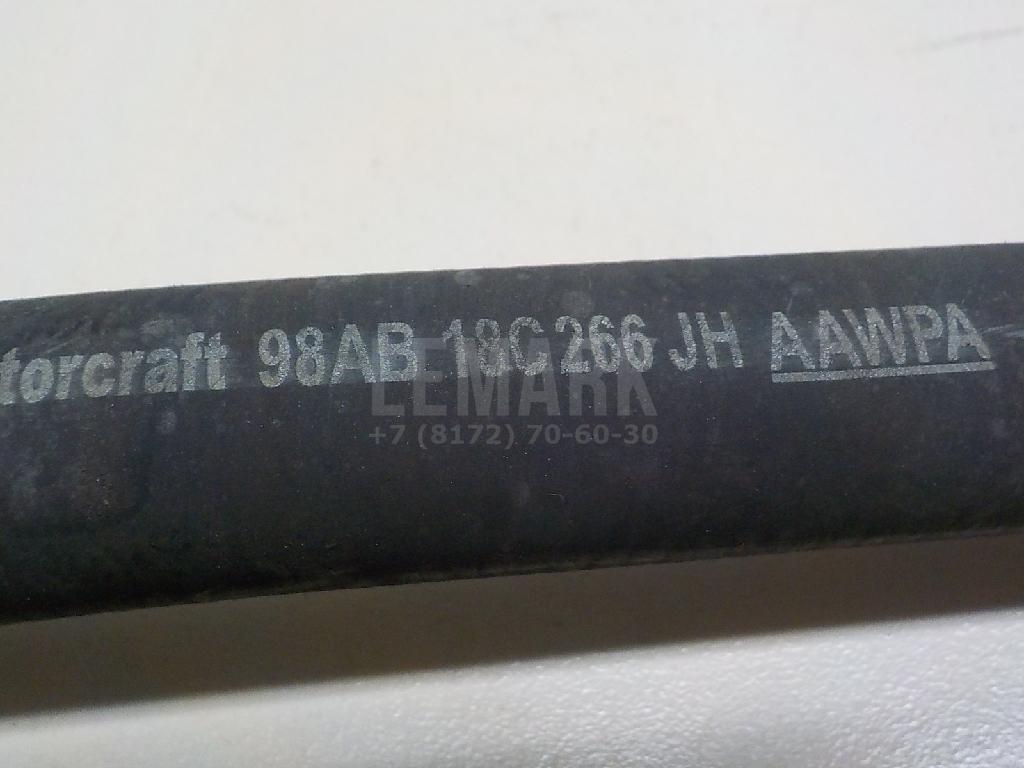 torcraft 98AB 18C266 JH AAWPA
LEMARK
+7 (8172) 70-60-30